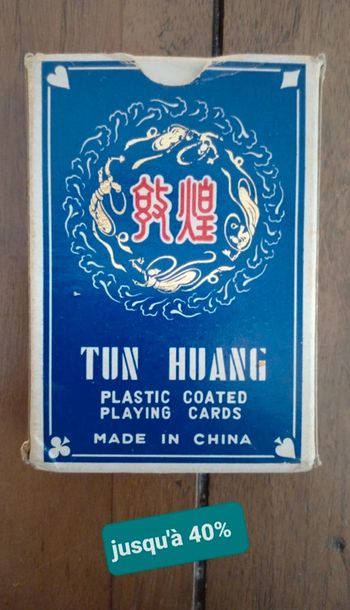 敦煌
TUN HUANG
PLASTIC COATED
PLAYING CARDS
MADE IN CHINA
jusqu'à 40%